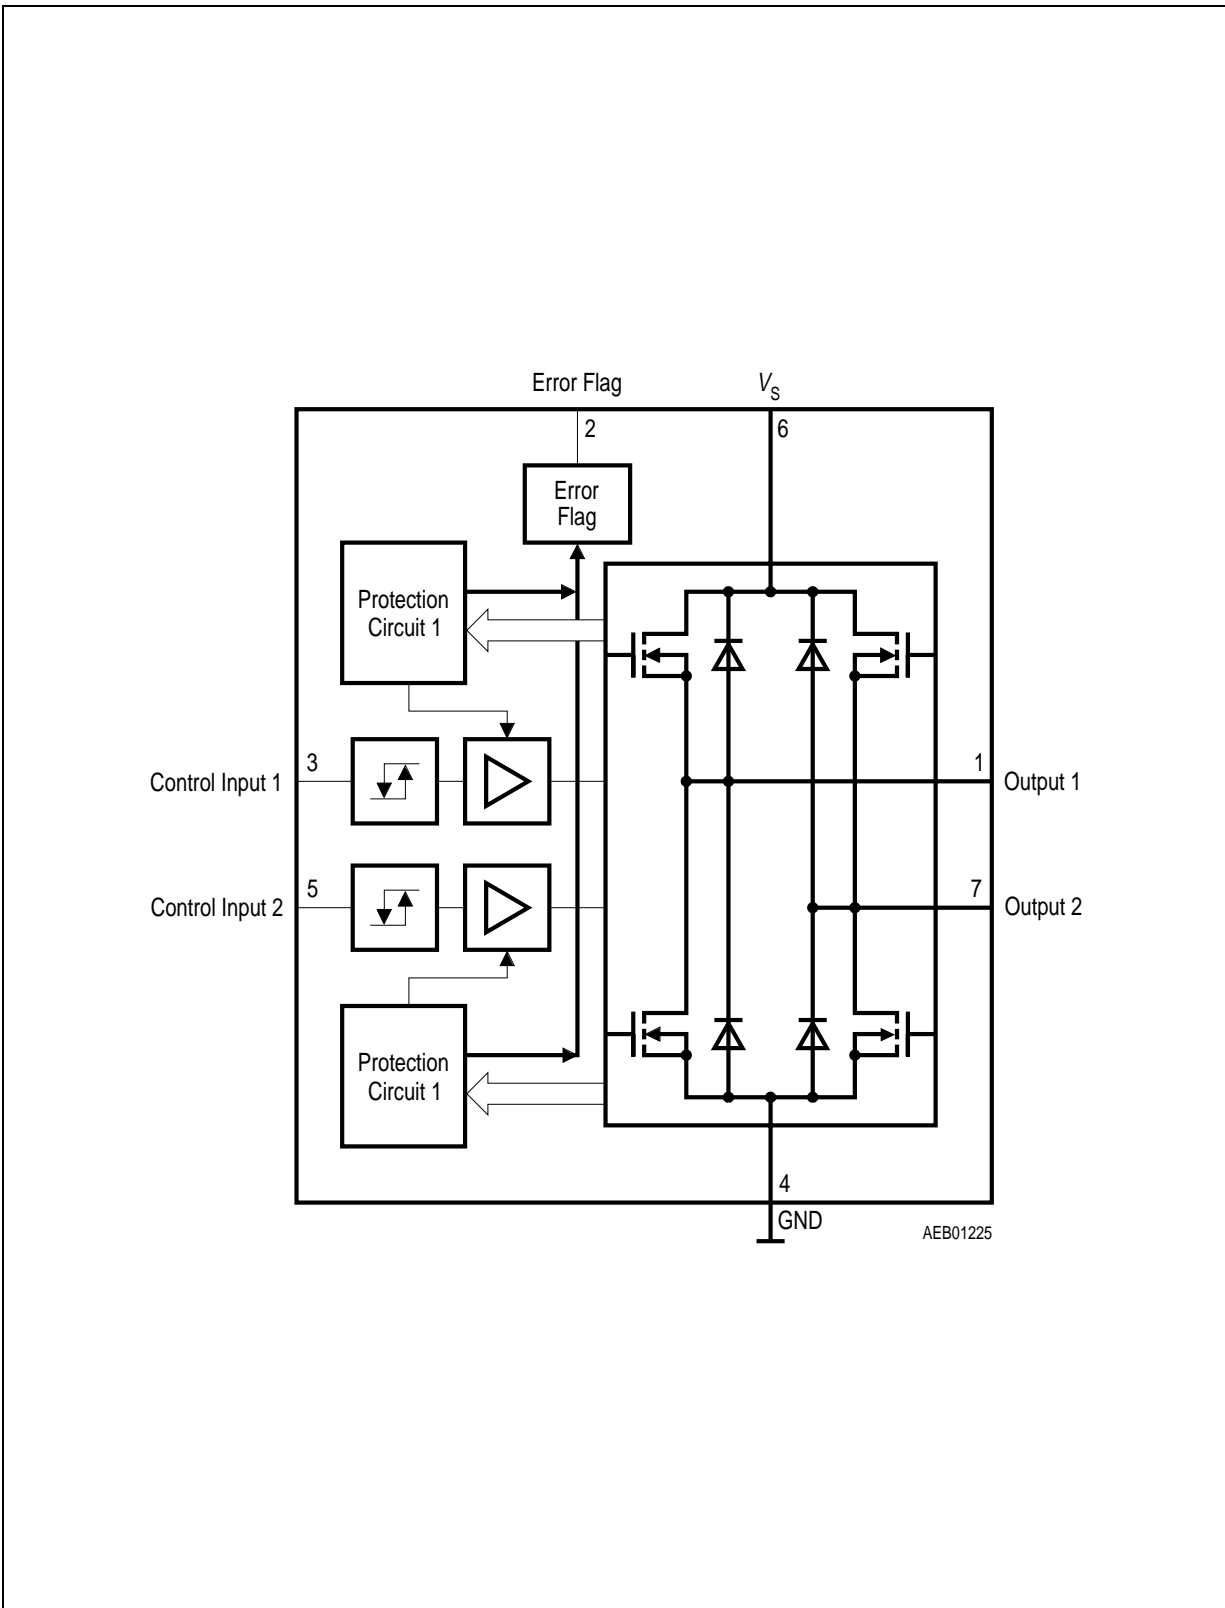 Error Flag
V_S
2
6
Error
Flag
Protection
Circuit 1
3
Control Input 1
1
Output 1
5
Control Input 2
7
Output 2
Protection
Circuit 1
4
GND
AEB01225